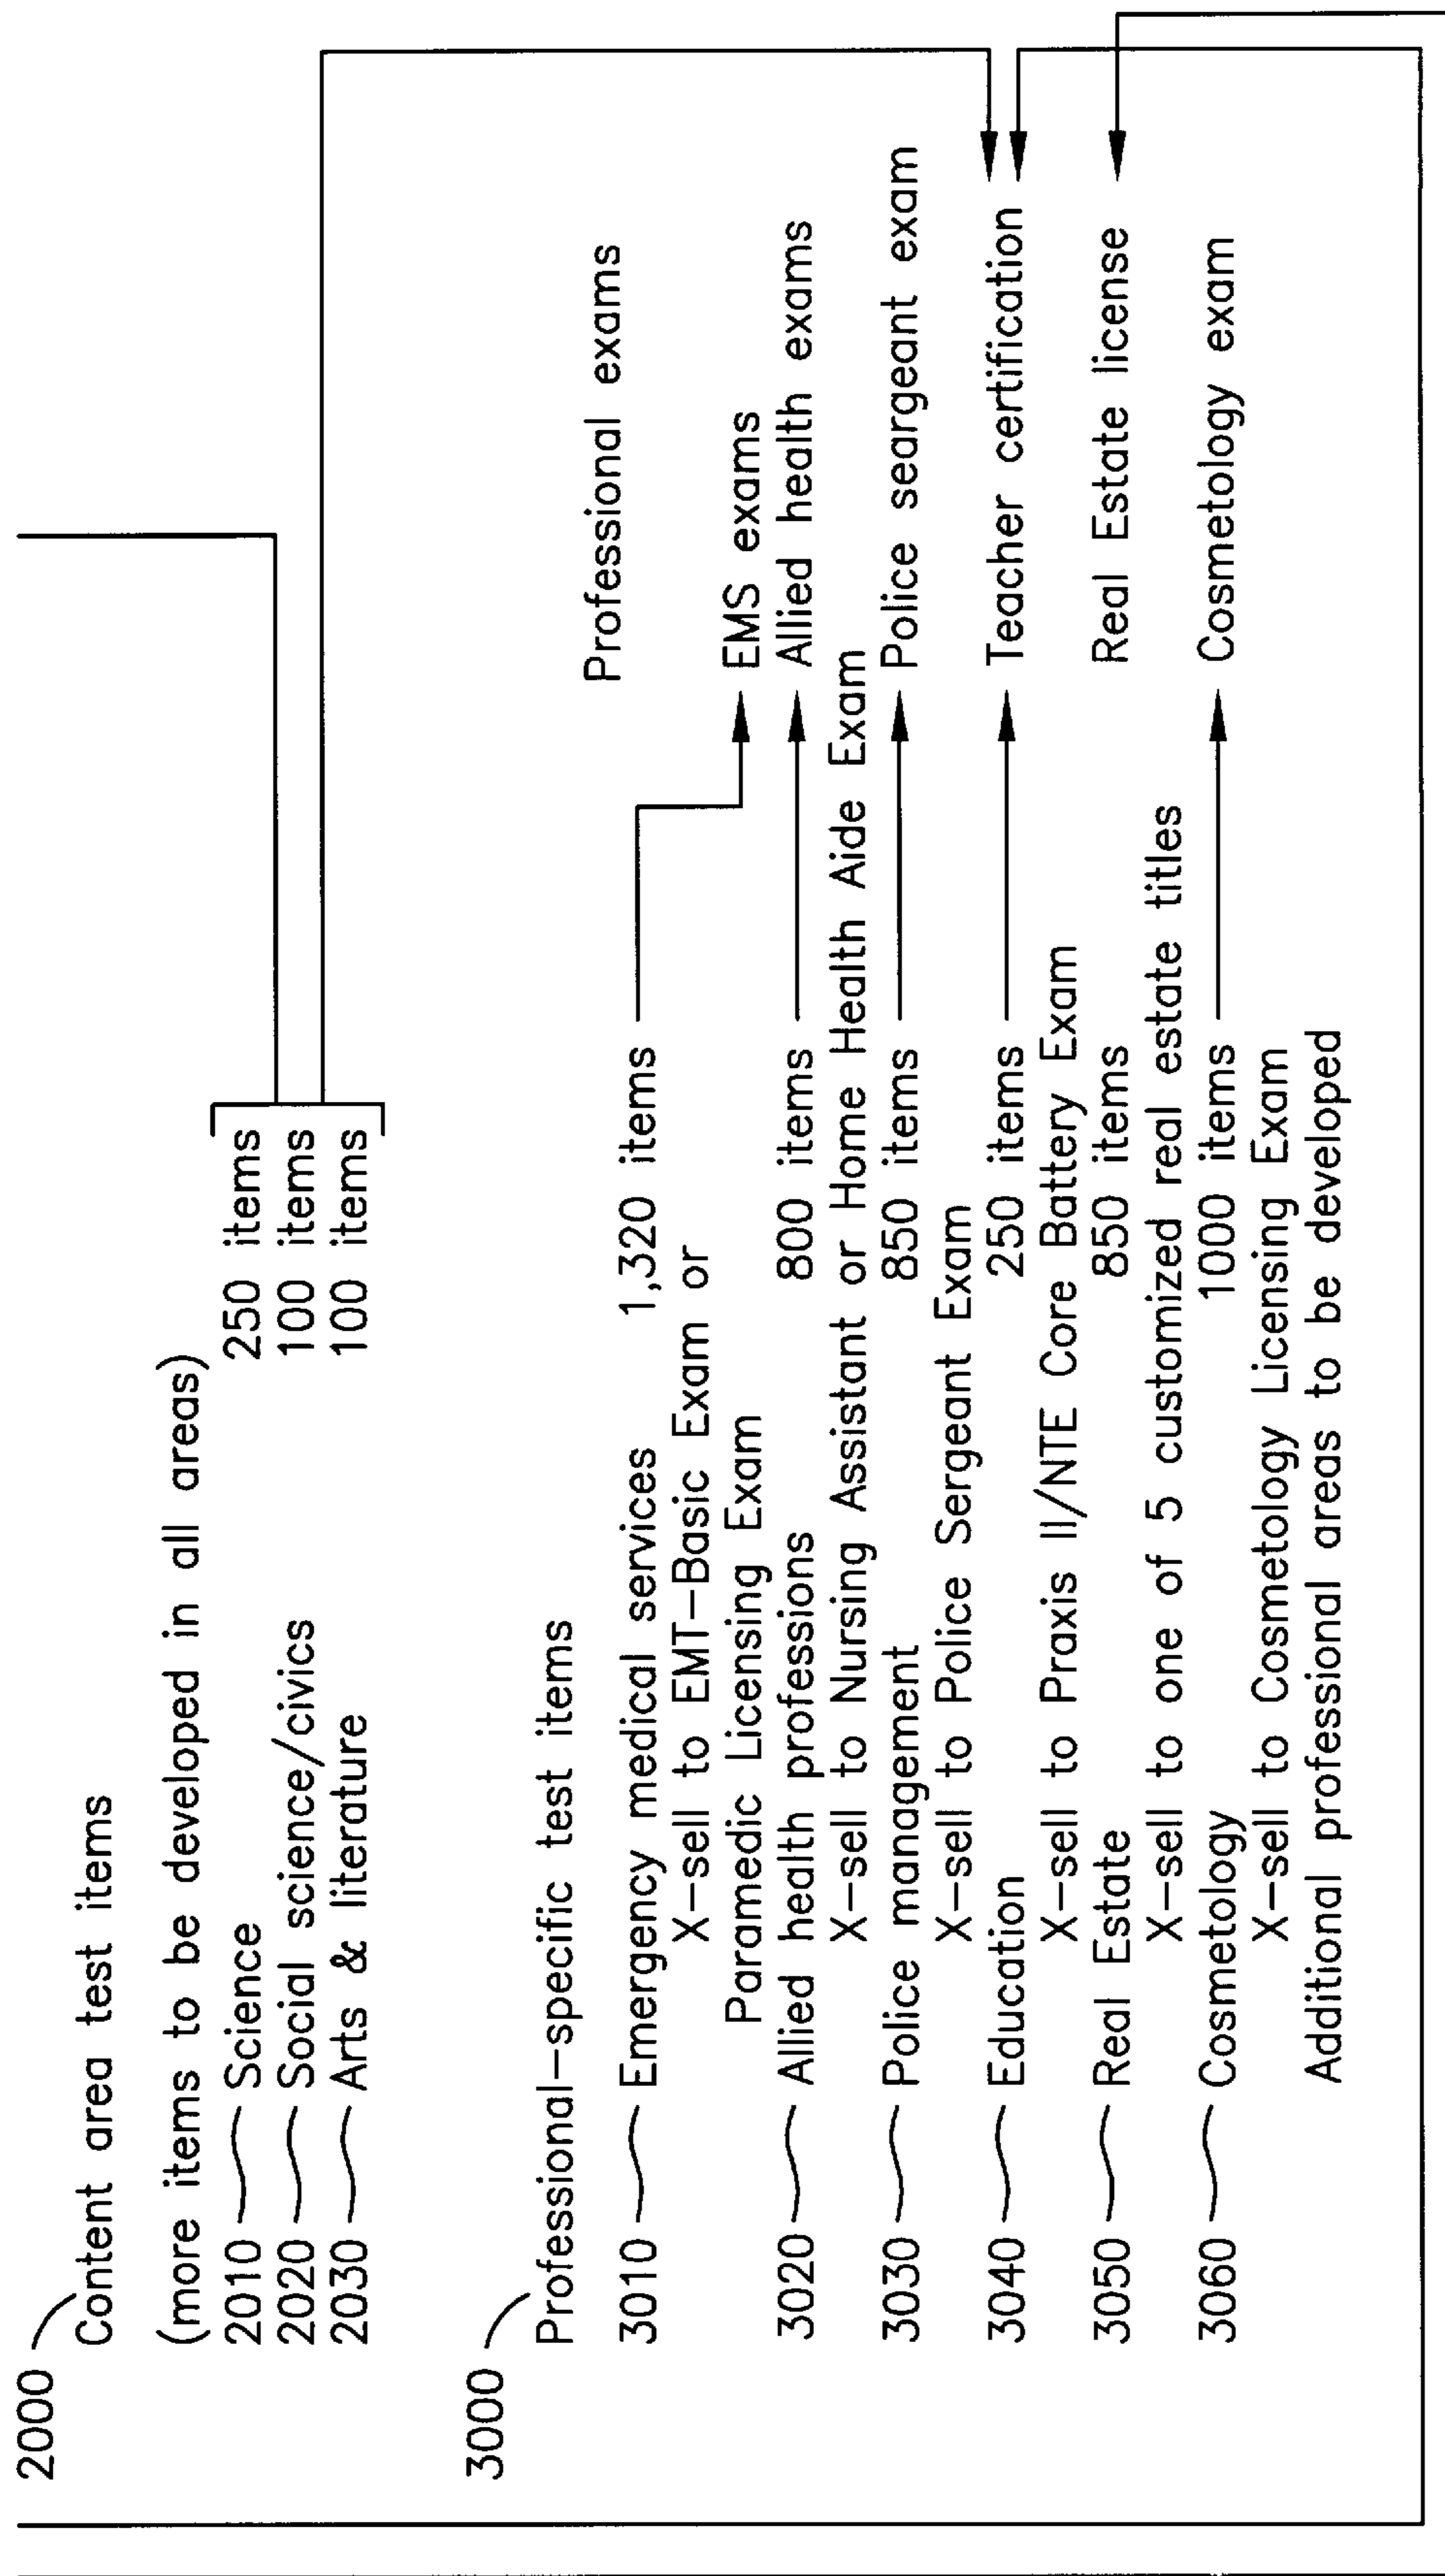 2000
Content area test items
(more items to be developed in all areas)
2010 Science 250 items
2020 Social science/civics 100 items
2030 Arts & literature 100 items
3000
Professional-specific test items
Professional exams
3010 Emergency medical services 1,320 items
X-sell to EMT-Basic Exam or
Paramedic Licensing Exam EMS exams
3020 Allied health professions 800 items Allied health exams
X-sell to Nursing Assistant or Home Health Aide Exam
3030 Police management 850 items Police seargeant exam
X-sell to Police Sergeant Exam
3040 Education 250 items Teacher certification
X-sell to Praxis II/NTE Core Battery Exam
3050 Real Estate 850 items Real Estate license
X-sell to one of 5 customized real estate titles
3060 Cosmetology 1000 items Cosmetology exam
X-sell to Cosmetology Licensing Exam
Additional professional areas to be developed